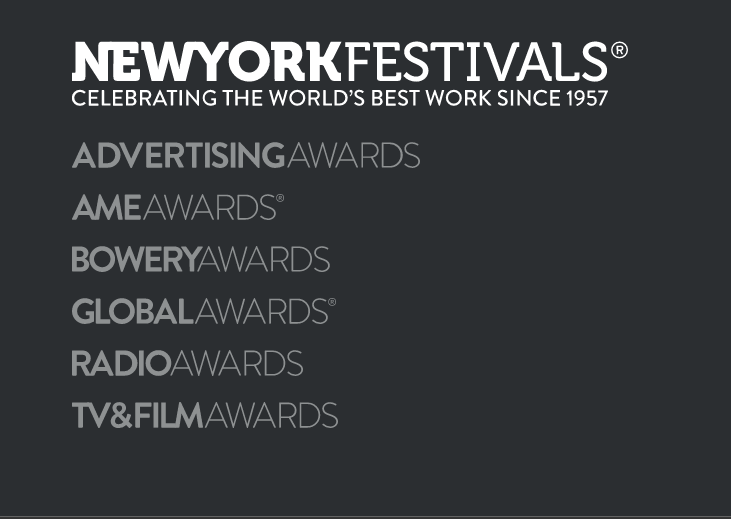 NEWYORKFESTIVALS®
CELEBRATING THE WORLD'S BEST WORK SINCE 1957
ADVERTISINGAWARDS
AMEAWARDS®
BOWERYAWARDS
GLOBALAWARDS®
RADIOAWARDS
TV&FILMAWARDS